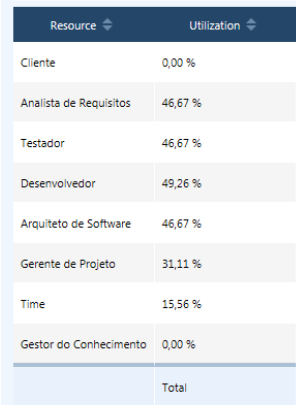 Resource Utilization
Cliente 0,00 %
Analista de Requisitos 46,67 %
Testador 46,67 %
Desenvolvedor 49,26 %
Arquiteto de Software 46,67 %
Gerente de Projeto 31,11 %
Time 15,56 %
Gestor do Conhecimento 0,00 %
Total